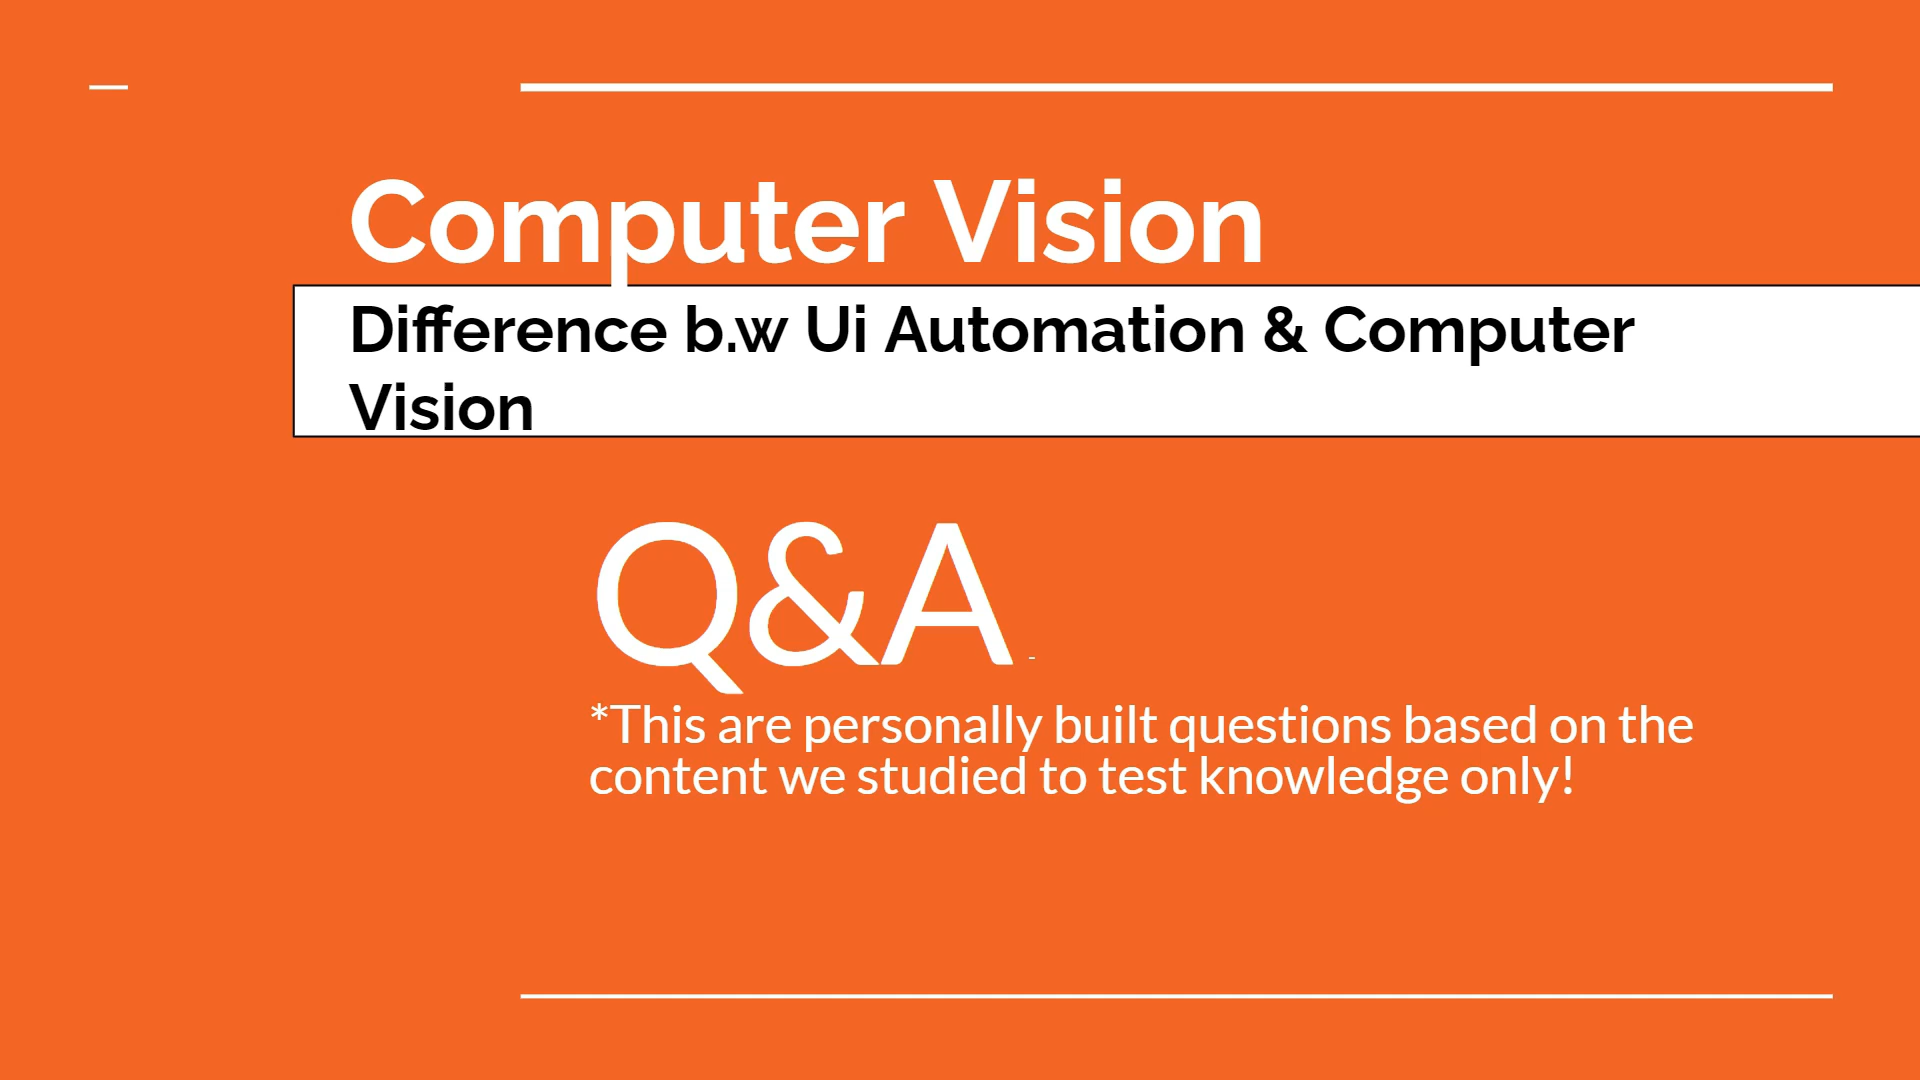 Computer Vision
Difference b.w Ui Automation & Computer
Vision
Q&A -
*This are personally built questions based on the
content we studied to test knowledge only!